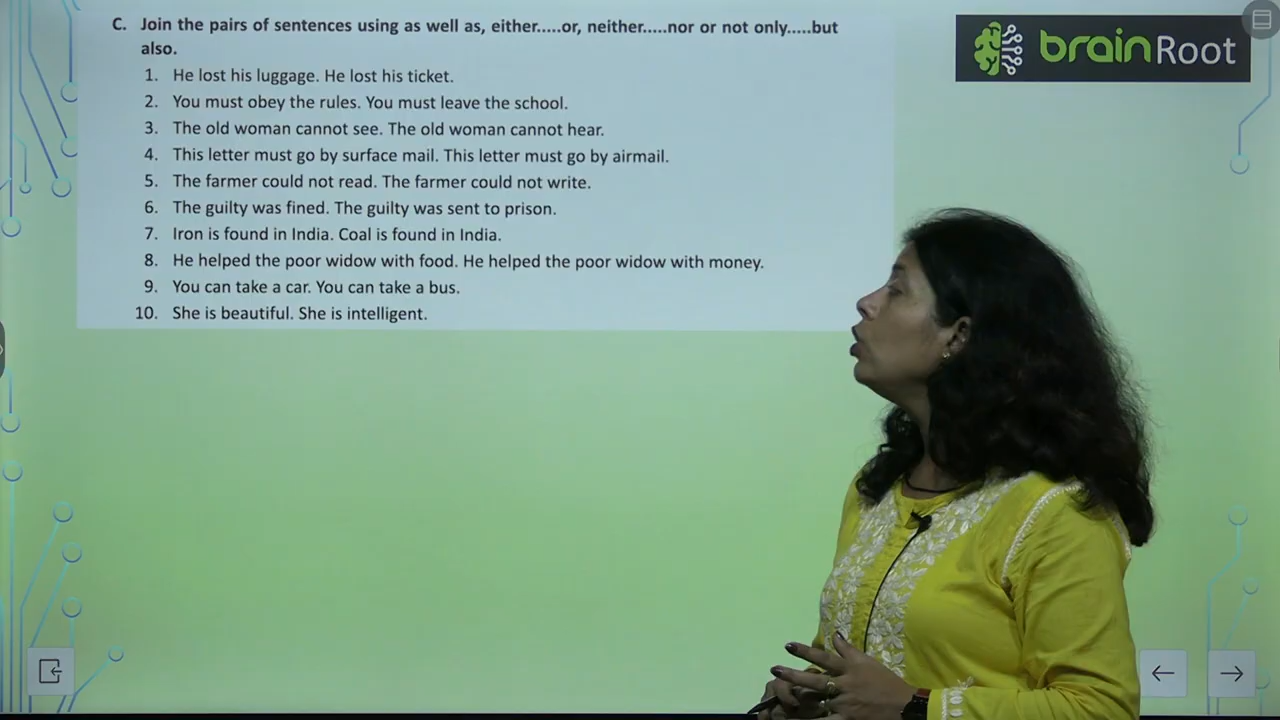 C. Join the pairs of sentences using as well as, either.....or, neither.....nor or not only.....but
also.
1. He lost his luggage. He lost his ticket.
2. You must obey the rules. You must leave the school.
3. The old woman cannot see. The old woman cannot hear.
4. This letter must go by surface mail. This letter must go by airmail.
5. The farmer could not read. The farmer could not write.
6. The guilty was fined. The guilty was sent to prison.
7. Iron is found in India. Coal is found in India.
8. He helped the poor widow with food. He helped the poor widow with money.
9. You can take a car. You can take a bus.
10. She is beautiful. She is intelligent.
brainRoot